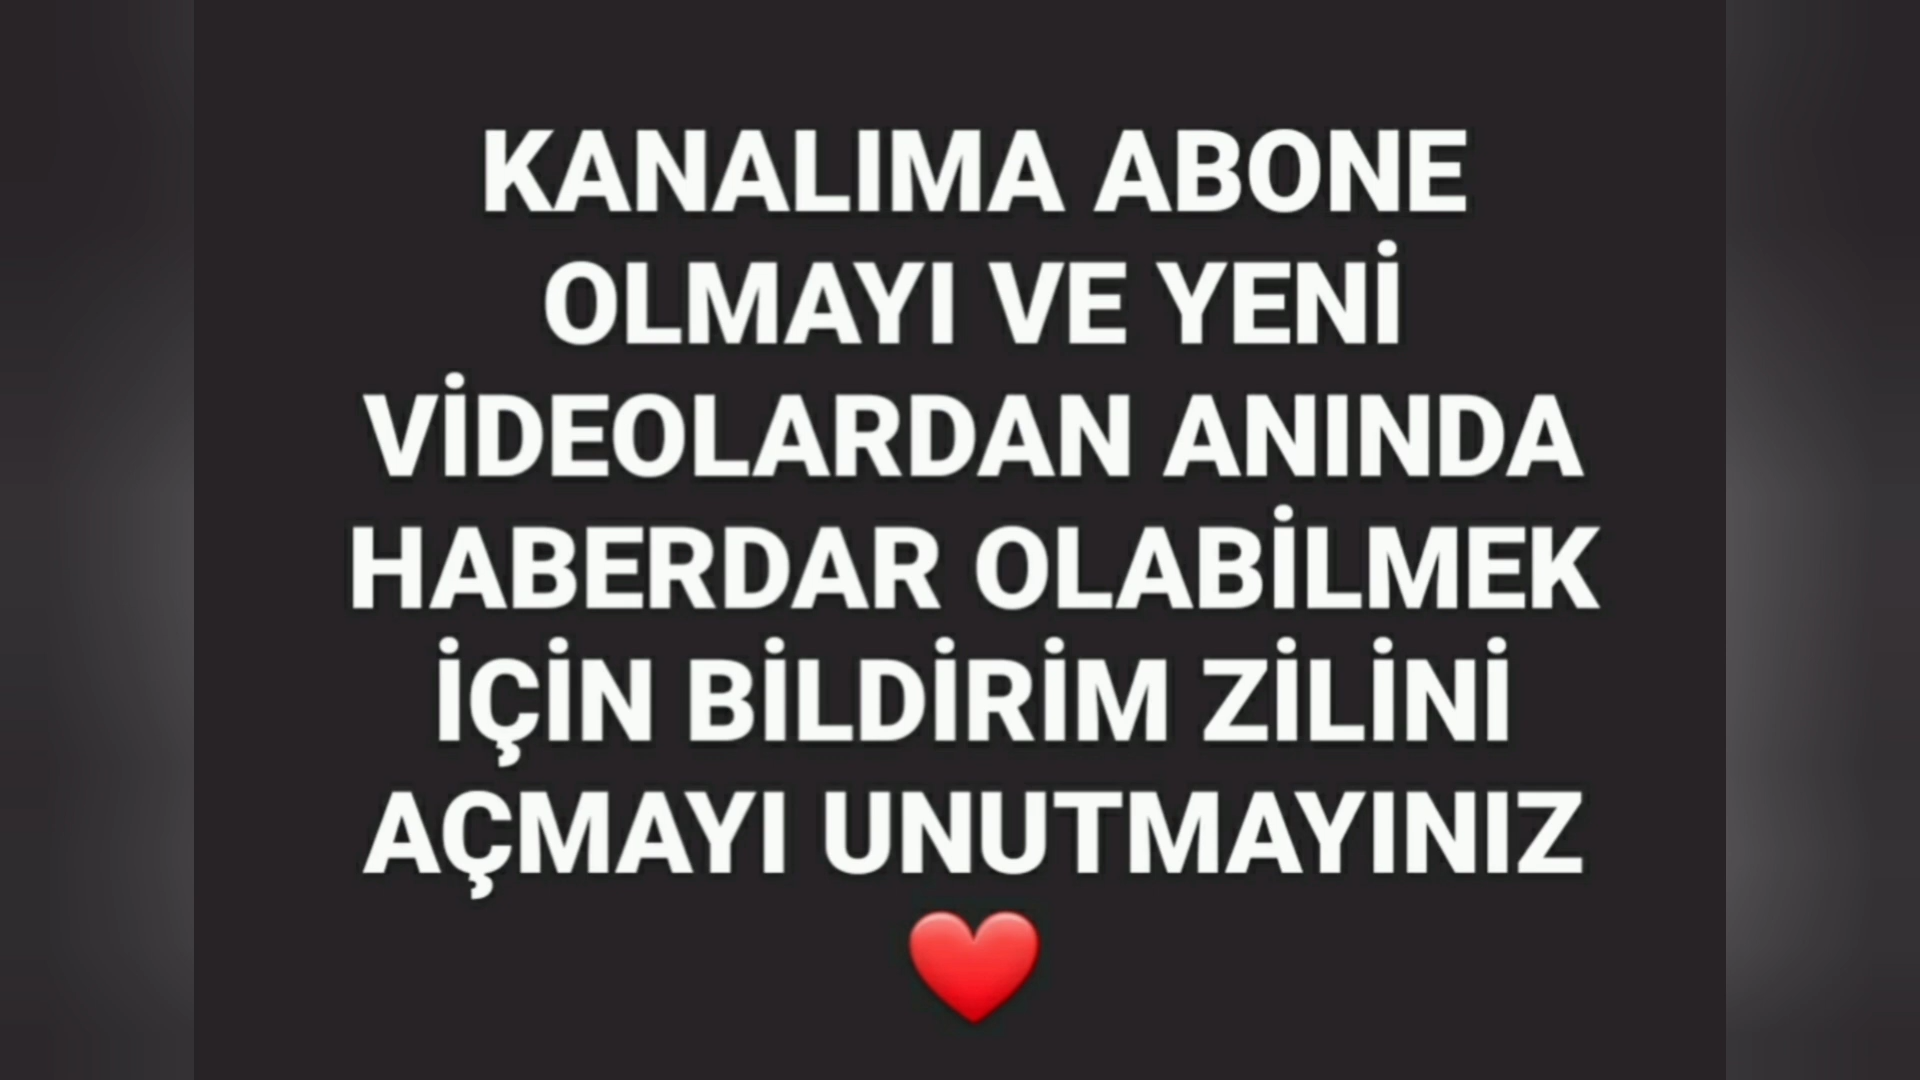 KANALIMA ABONE
OLMAYI VE YENİ
VİDEOLARDAN ANINDA
HABERDAR OLABİLMEK
İÇİN BİLDİRİM ZİLİNİ
AÇMAYI UNUTMAYINIZ
❤️